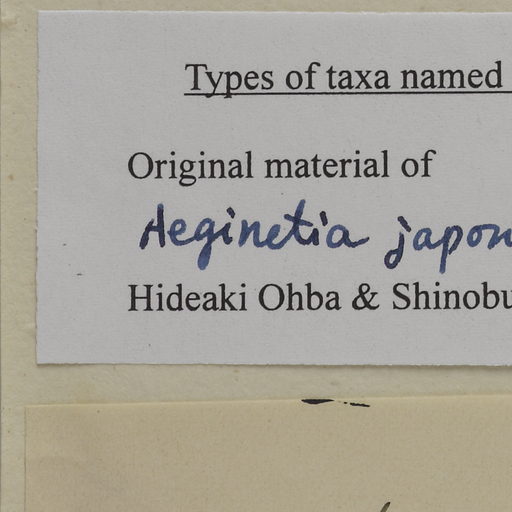 Types of taxa named
Original material of
Aeginetia japon
Hideaki Ohba & Shinobu